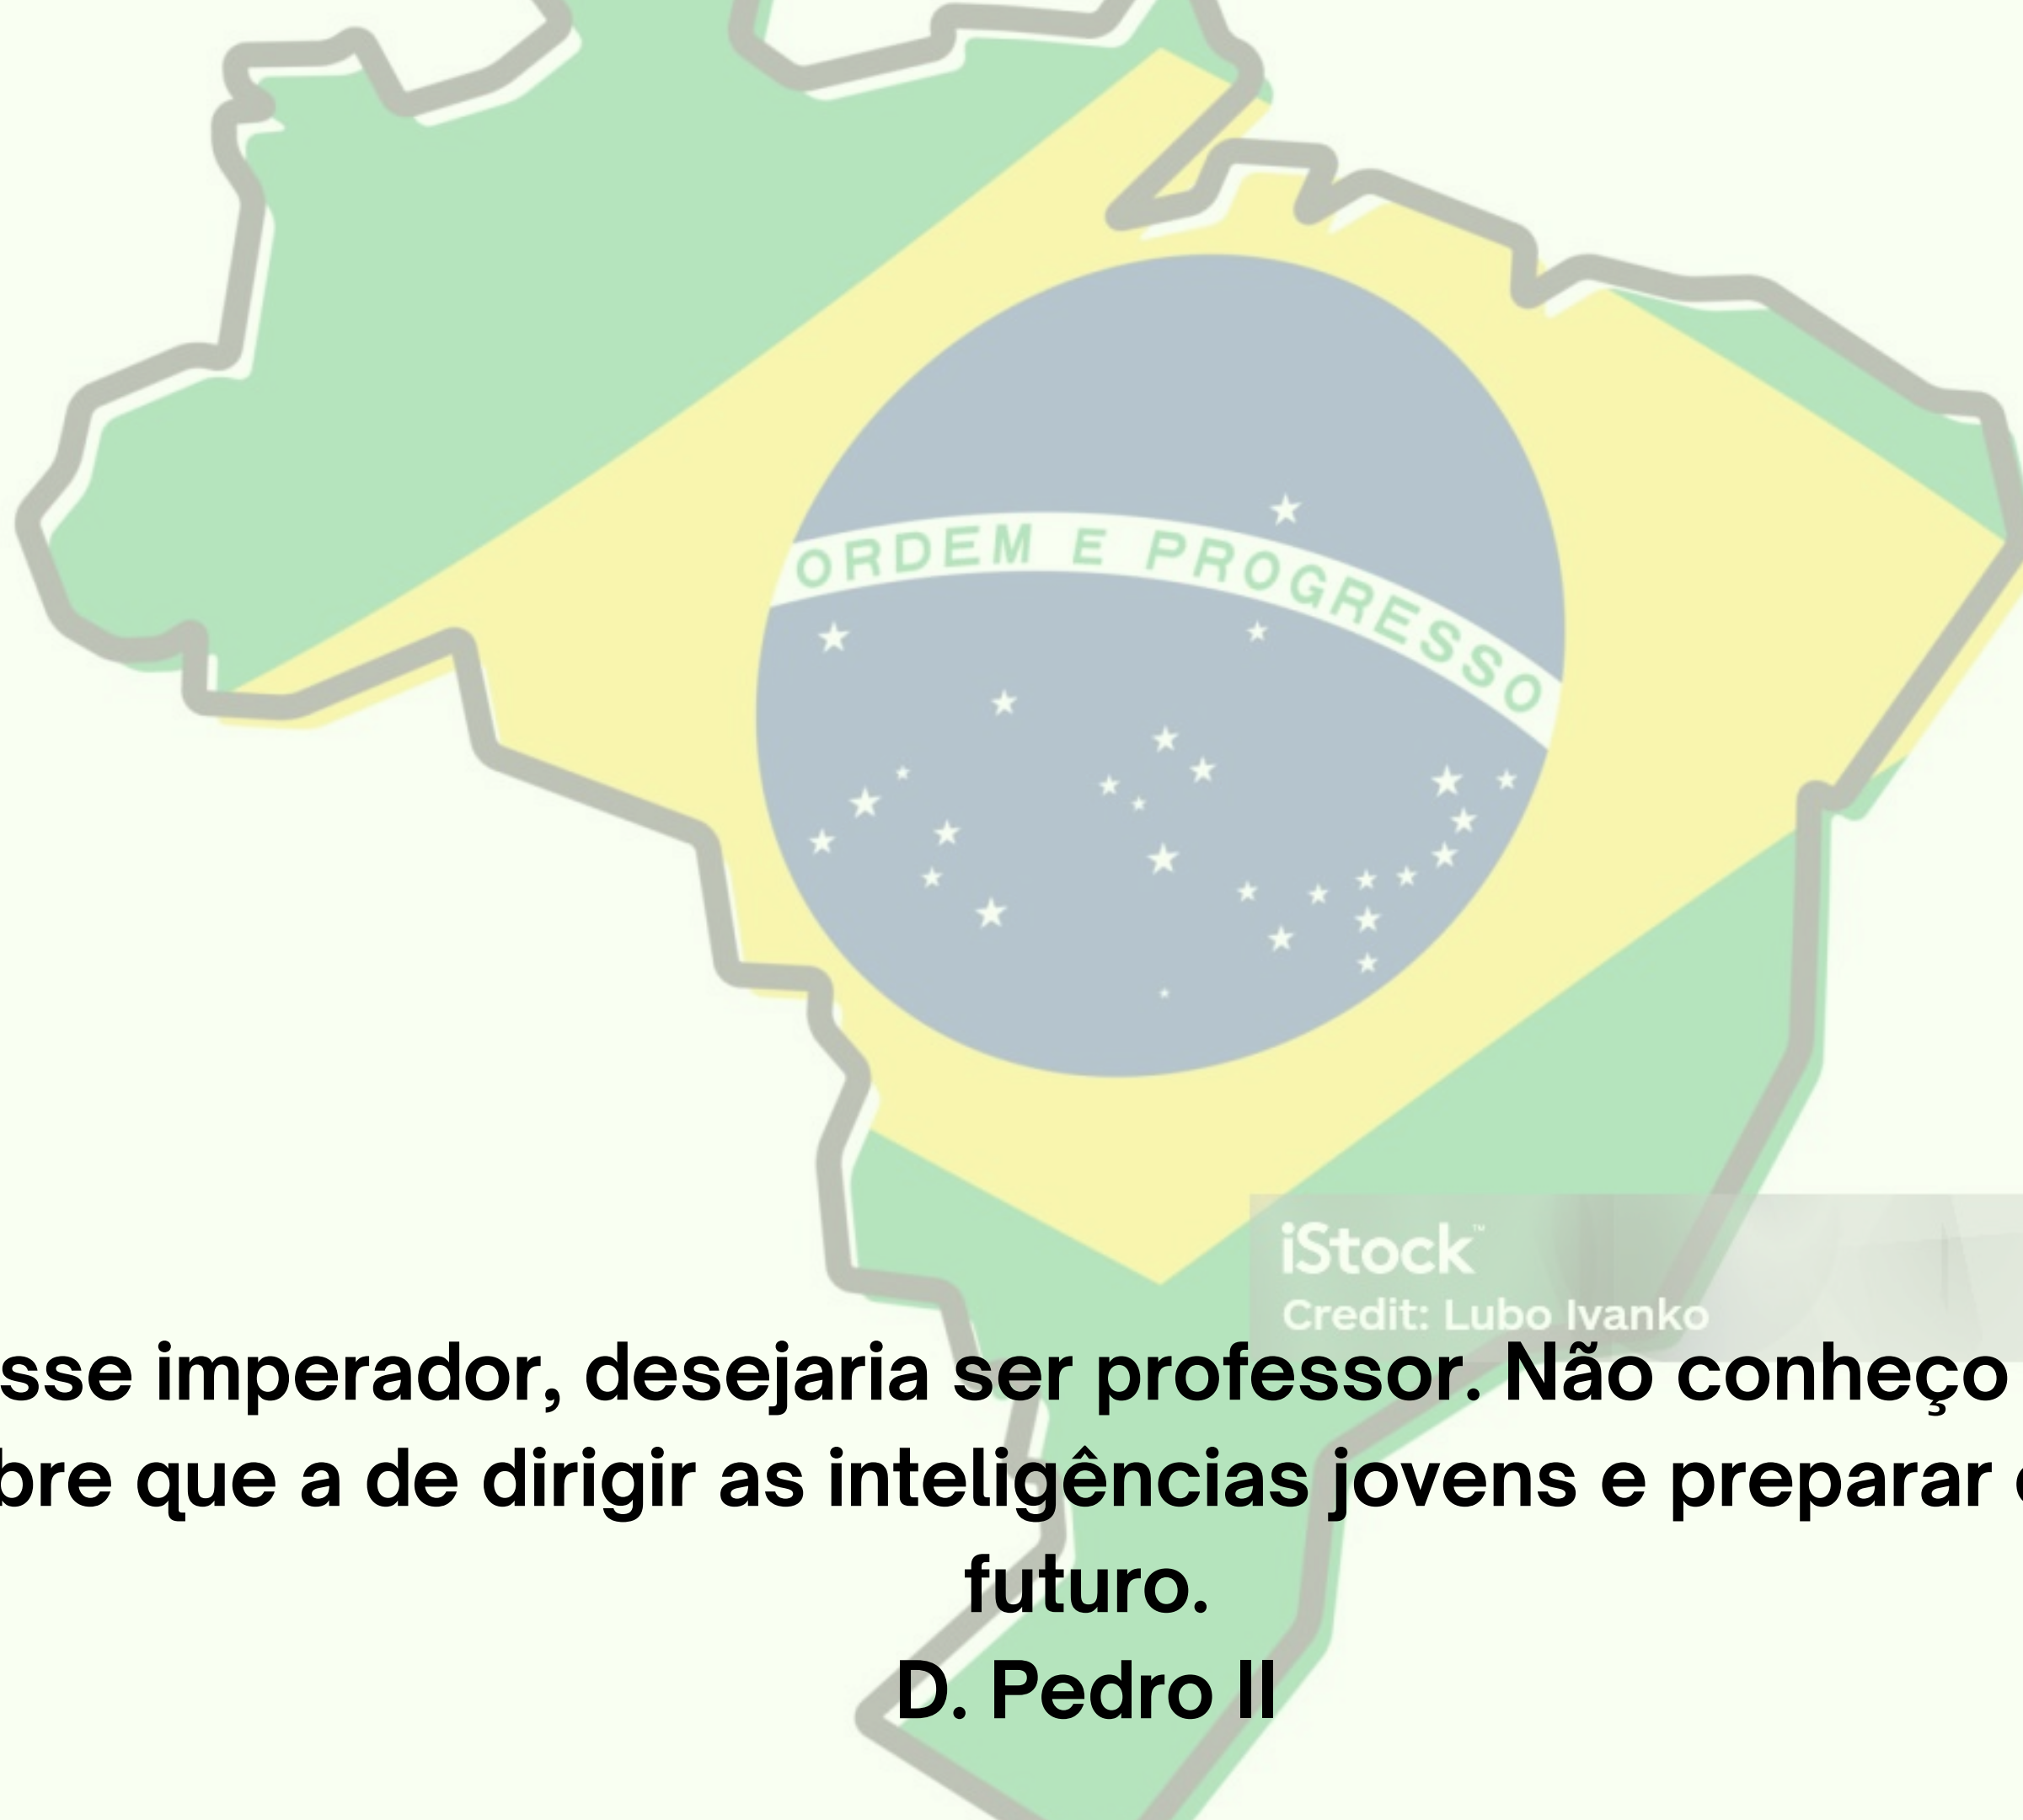 ORDEM E PROGRESSO
iStock™
Credit: Lubo Ivanko
sse imperador, desejaria ser professor. Não conheço
bre que a de dirigir as inteligências jovens e preparar
futuro.
D. Pedro II